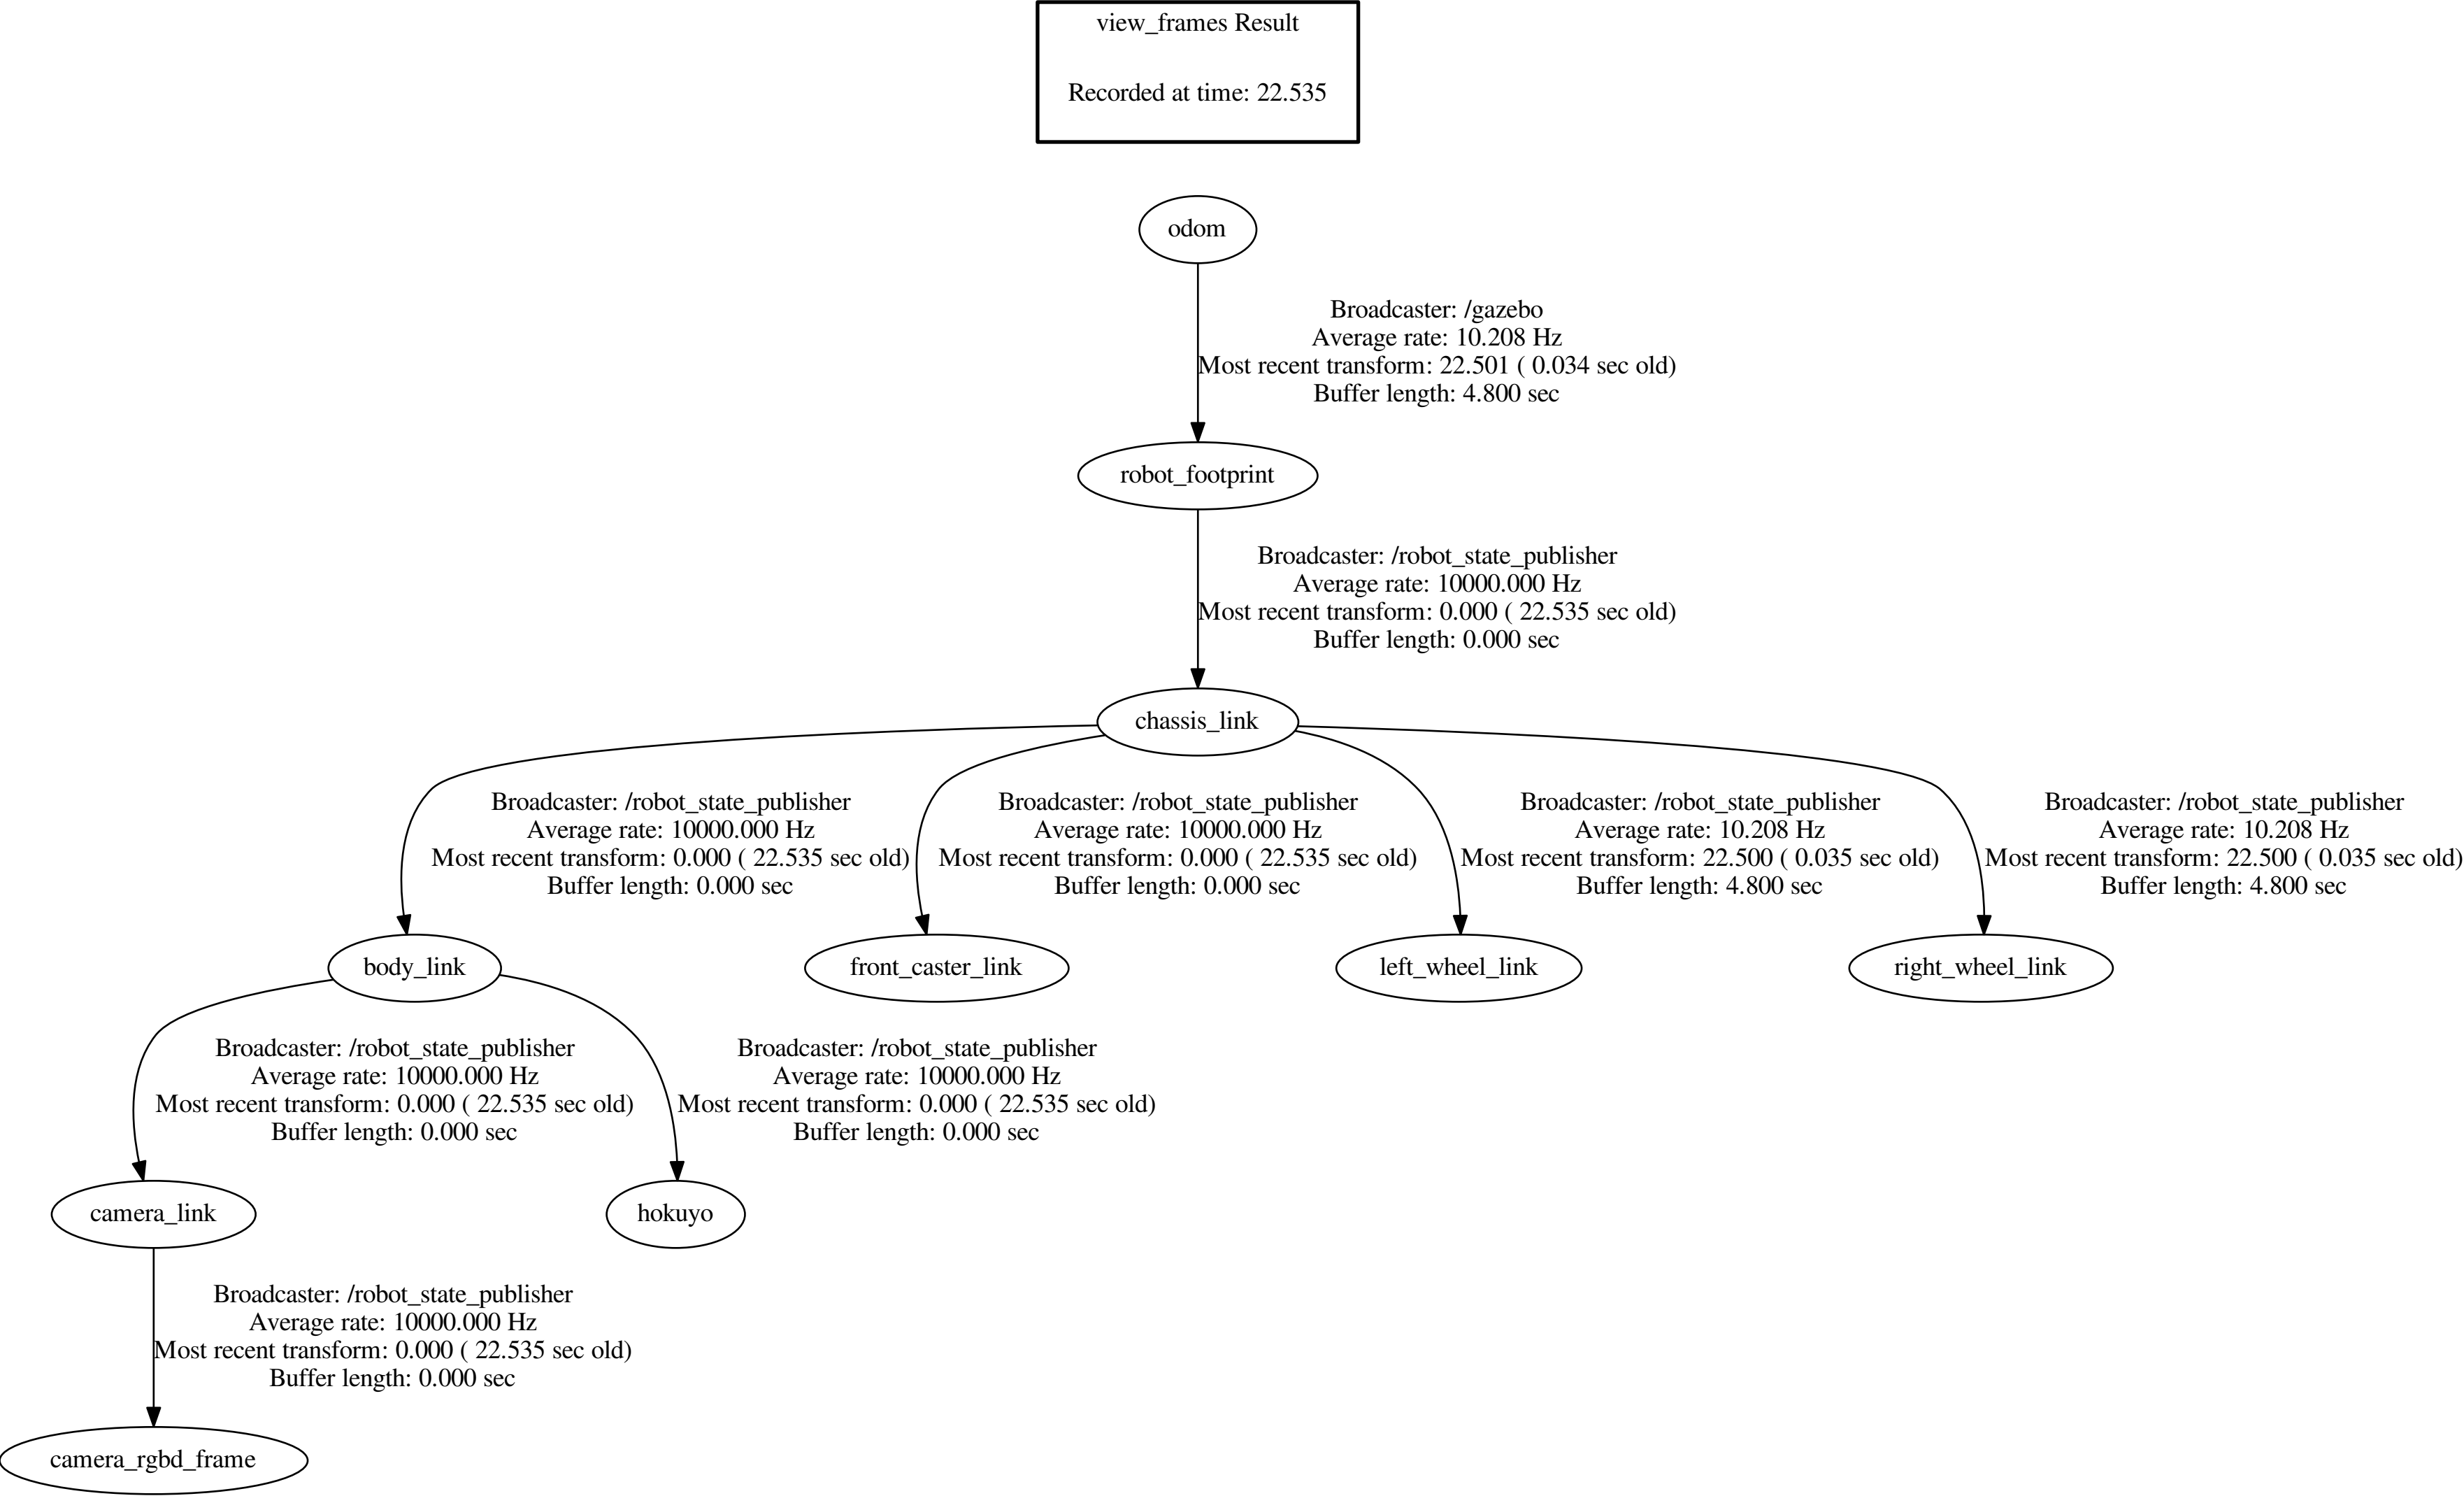 view_frames Result
Recorded at time: 22.535
odom
Broadcaster: /gazebo
Average rate: 10.208 Hz
Most recent transform: 22.501 ( 0.034 sec old)
Buffer length: 4.800 sec
robot_footprint
Broadcaster: /robot_state_publisher
Average rate: 10000.000 Hz
Most recent transform: 0.000 ( 22.535 sec old)
Buffer length: 0.000 sec
chassis_link
Broadcaster: /robot_state_publisher
Average rate: 10000.000 Hz
Most recent transform: 0.000 ( 22.535 sec old)
Buffer length: 0.000 sec
Broadcaster: /robot_state_publisher
Average rate: 10000.000 Hz
Most recent transform: 0.000 ( 22.535 sec old)
Buffer length: 0.000 sec
Broadcaster: /robot_state_publisher
Average rate: 10.208 Hz
Most recent transform: 22.500 ( 0.035 sec old)
Buffer length: 4.800 sec
Broadcaster: /robot_state_publisher
Average rate: 10.208 Hz
Most recent transform: 22.500 ( 0.035 sec old)
Buffer length: 4.800 sec
body_link
front_caster_link
left_wheel_link
right_wheel_link
Broadcaster: /robot_state_publisher
Average rate: 10000.000 Hz
Most recent transform: 0.000 ( 22.535 sec old)
Buffer length: 0.000 sec
Broadcaster: /robot_state_publisher
Average rate: 10000.000 Hz
Most recent transform: 0.000 ( 22.535 sec old)
Buffer length: 0.000 sec
camera_link
hokuyo
Broadcaster: /robot_state_publisher
Average rate: 10000.000 Hz
Most recent transform: 0.000 ( 22.535 sec old)
Buffer length: 0.000 sec
camera_rgbd_frame